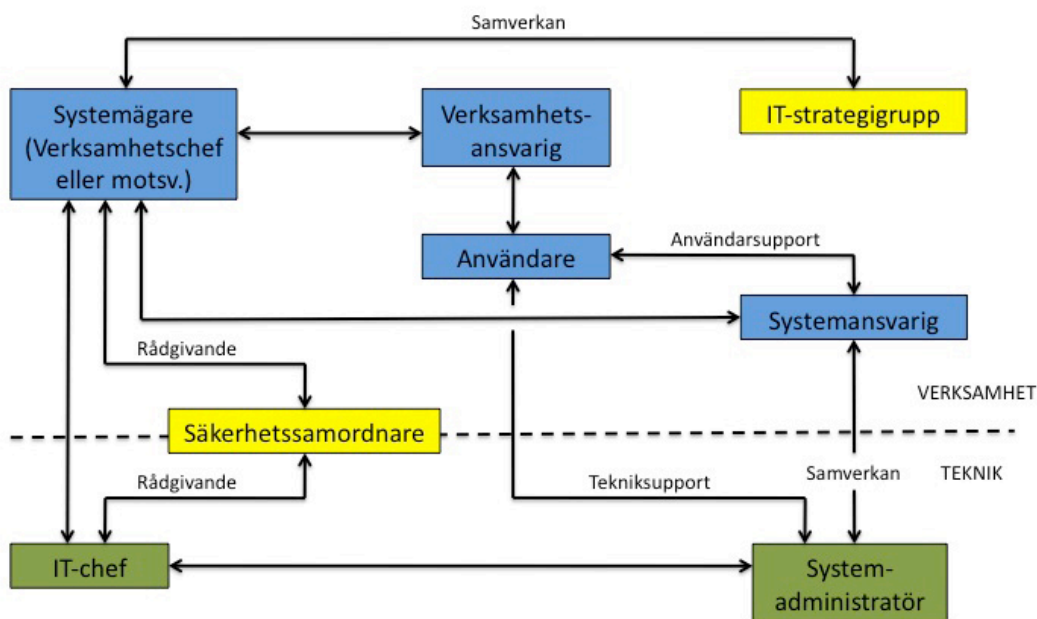 Samverkan
Systemägare
(Verksamhetschef
eller motsv.)
Verksamhets-
ansvarig
IT-strategigrupp
Användare
Användarsupport
Systemansvarig
Rådgivande
VERKSAMHET
Säkerhetssamordnare
Rådgivande
Tekniksupport
Samverkan
TEKNIK
IT-chef
System-
administratör